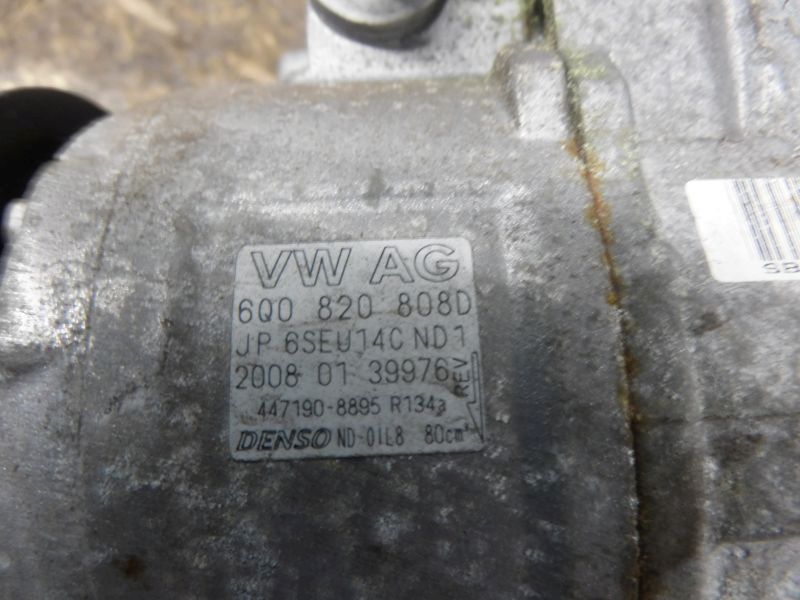 VW AG
6Q0 820 808D
JP 6SEU14C ND1
2008 01 39976
REV
447190-8895 R134a
DENSO ND-OIL8 80cm³
SB